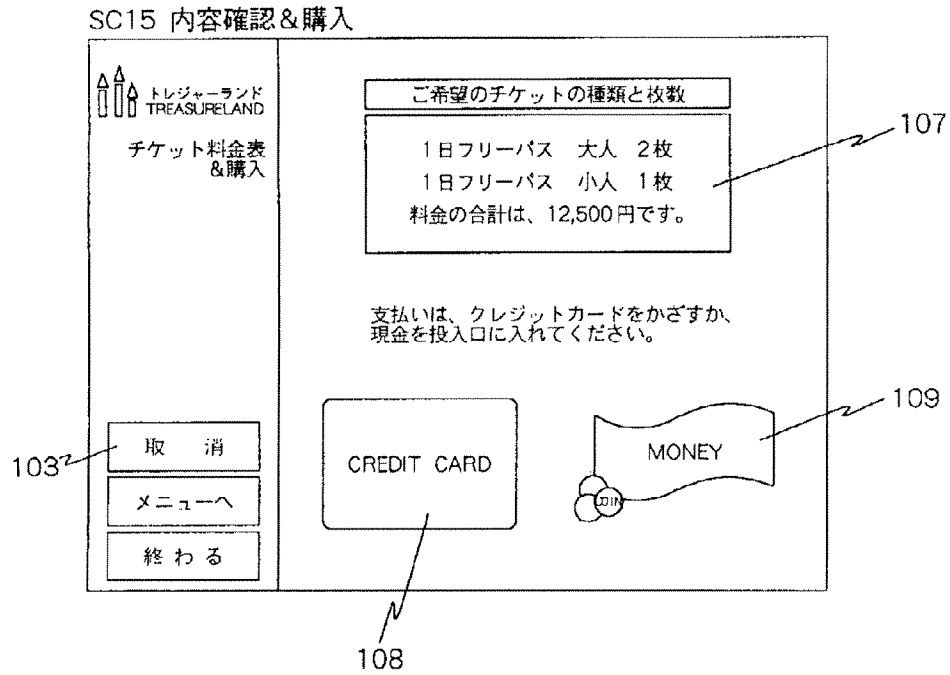 SC15 内容確認&購入
トレジャーランド
TREASURELAND
チケット料金表
&購入
ご希望のチケットの種類と枚数
1日フリーパス 大人 2枚
1日フリーパス 小人 1枚
料金の合計は、12,500円です。
107
支払いは、クレジットカードをかざすか、
現金を投入口に入れてください。
109
103
取 消
メニューへ
終わる
CREDIT CARD
MONEY
108